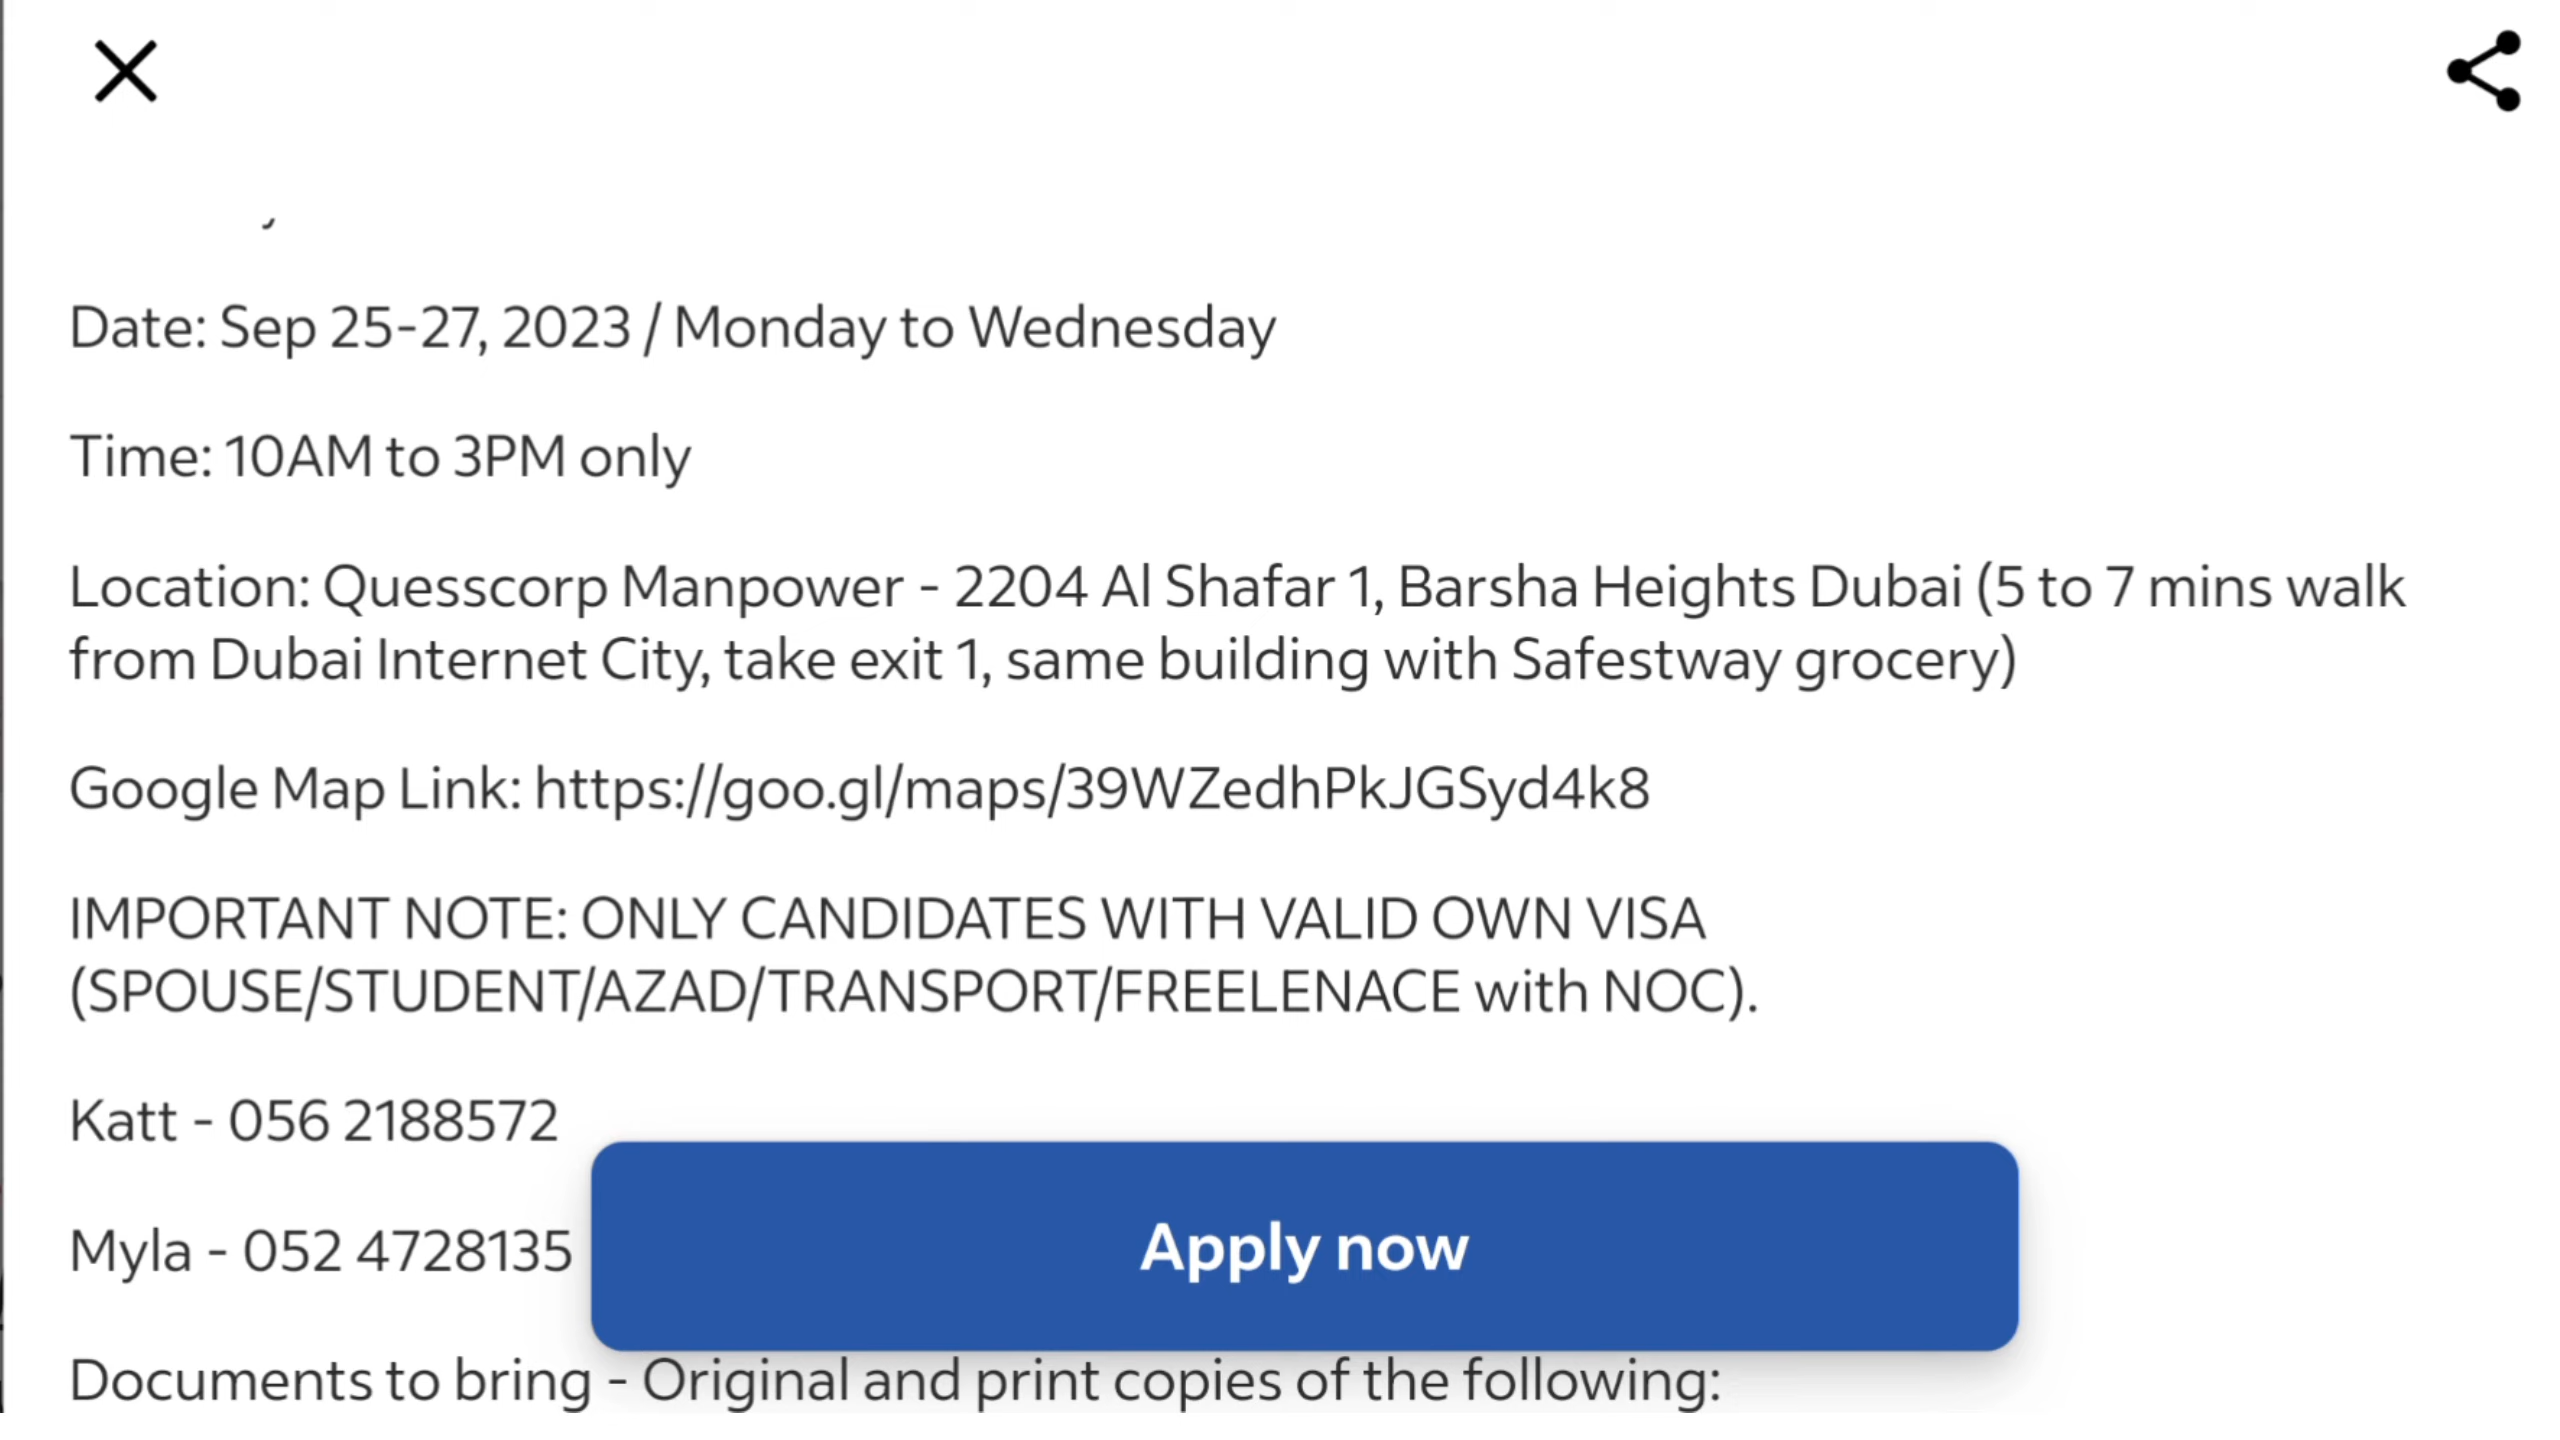 Date: Sep 25-27, 2023 / Monday to Wednesday
Time: 10AM to 3PM only
Location: Quesscorp Manpower - 2204 Al Shafar 1, Barsha Heights Dubai (5 to 7 mins walk
from Dubai Internet City, take exit 1, same building with Safestway grocery)
Google Map Link: https://goo.gl/maps/39WZedhPkJGSyd4k8
IMPORTANT NOTE: ONLY CANDIDATES WITH VALID OWN VISA
(SPOUSE/STUDENT/AZAD/TRANSPORT/FREELENACE with NOC).
Katt - 056 2188572
Myla - 052 4728135
Apply now
Documents to bring - Original and print copies of the following: